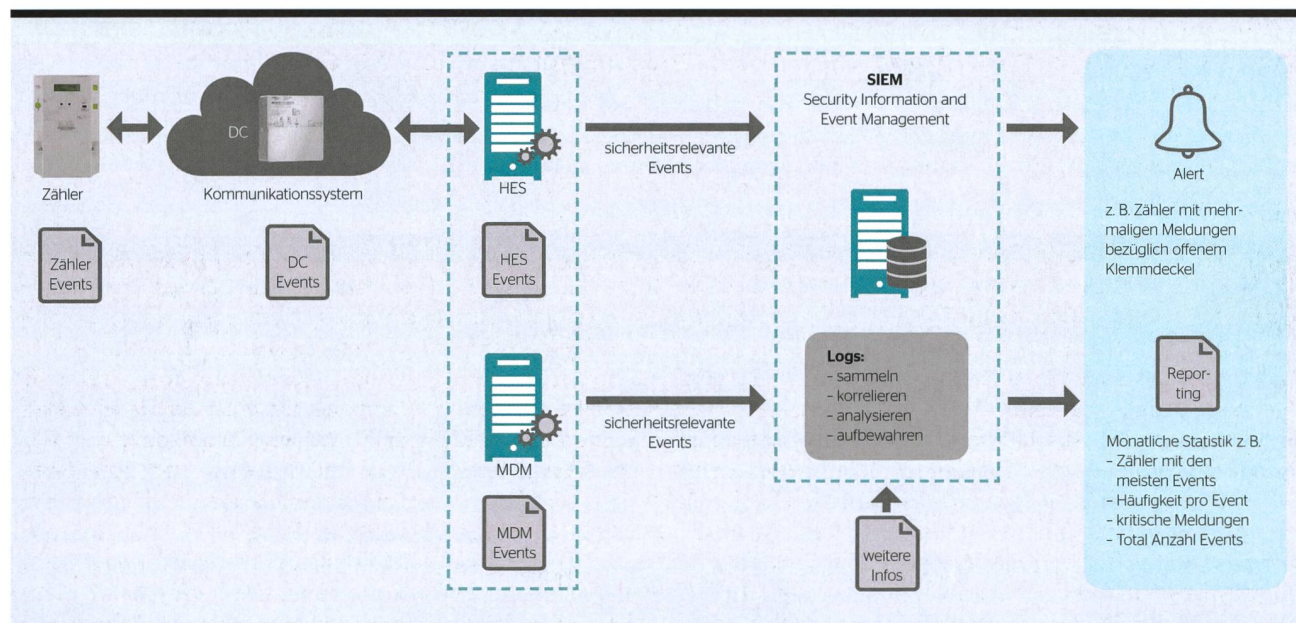 DC
Zähler
Kommunikationssystem
HES
Zähler
Events
DC
Events
HES
Events
MDM
MDM
Events
sicherheitsrelevante
Events
sicherheitsrelevante
Events
SIEM
Security Information and
Event Management
Logs:
– sammeln
– korrelieren
– analysieren
– aufbewahren
weitere
Infos
Alert
z. B. Zähler mit mehr-
maligen Meldungen
bezüglich offenem
Klemmdeckel
Repor-
ting
Monatliche Statistik z. B.
– Zähler mit den
meisten Events
– Häufigkeit pro Event
– kritische Meldungen
– Total Anzahl Events